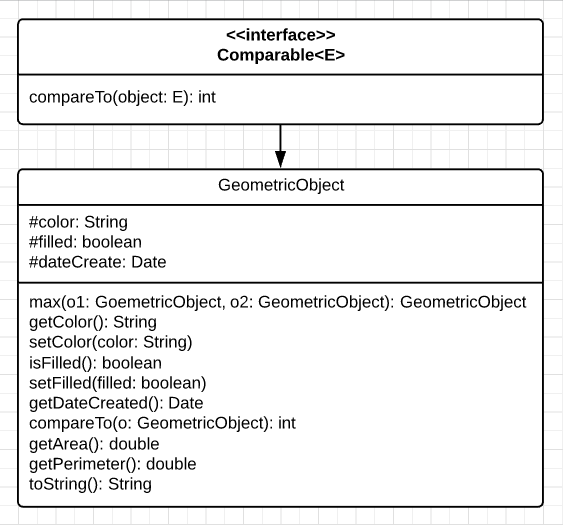 <<interface>>
Comparable<E>
compareTo(object: E): int
GeometricObject
#color: String
#filled: boolean
#dateCreate: Date
max(o1: GoemetricObject, o2: GeometricObject): GeometricObject
getColor(): String
setColor(color: String)
isFilled(): boolean
setFilled(filled: boolean)
getDateCreated(): Date
compareTo(o: GeometricObject): int
getArea(): double
getPerimeter(): double
toString(): String